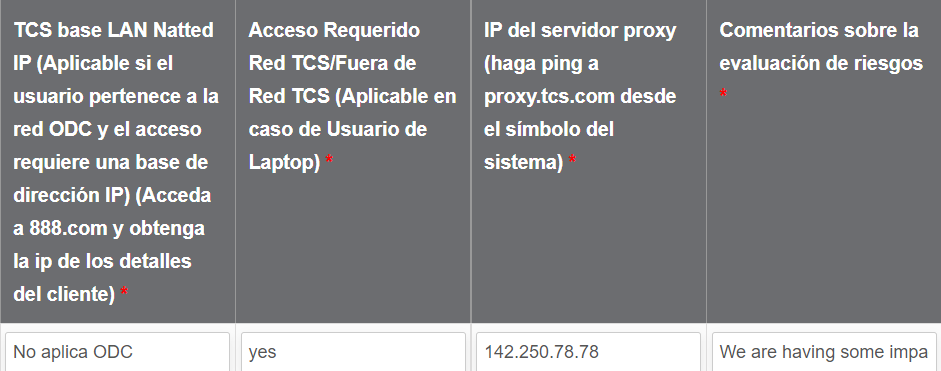 TCS base LAN Natted
IP (Aplicable si el
usuario pertenece a la
red ODC y el acceso
requiere una base de
dirección IP) (Acceda
a 888.com y obtenga
la ip de los detalles
del cliente) *
Acceso Requerido
Red TCS/Fuera de
Red TCS (Aplicable en
caso de Usuario de
Laptop) *
IP del servidor proxy
(haga ping a
proxy.tcs.com desde
el símbolo del
sistema) *
Comentarios sobre la
evaluación de riesgos
*
No aplica ODC
yes
142.250.78.78
We are having some impa